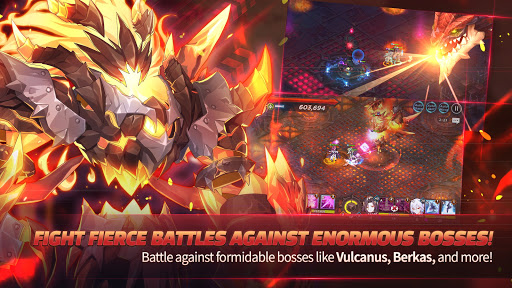 603,694
FIGHT FIERCE BATTLES AGAINST ENORMOUS BOSSES!
Battle against formidable bosses like Vulcanus, Berkas, and more!